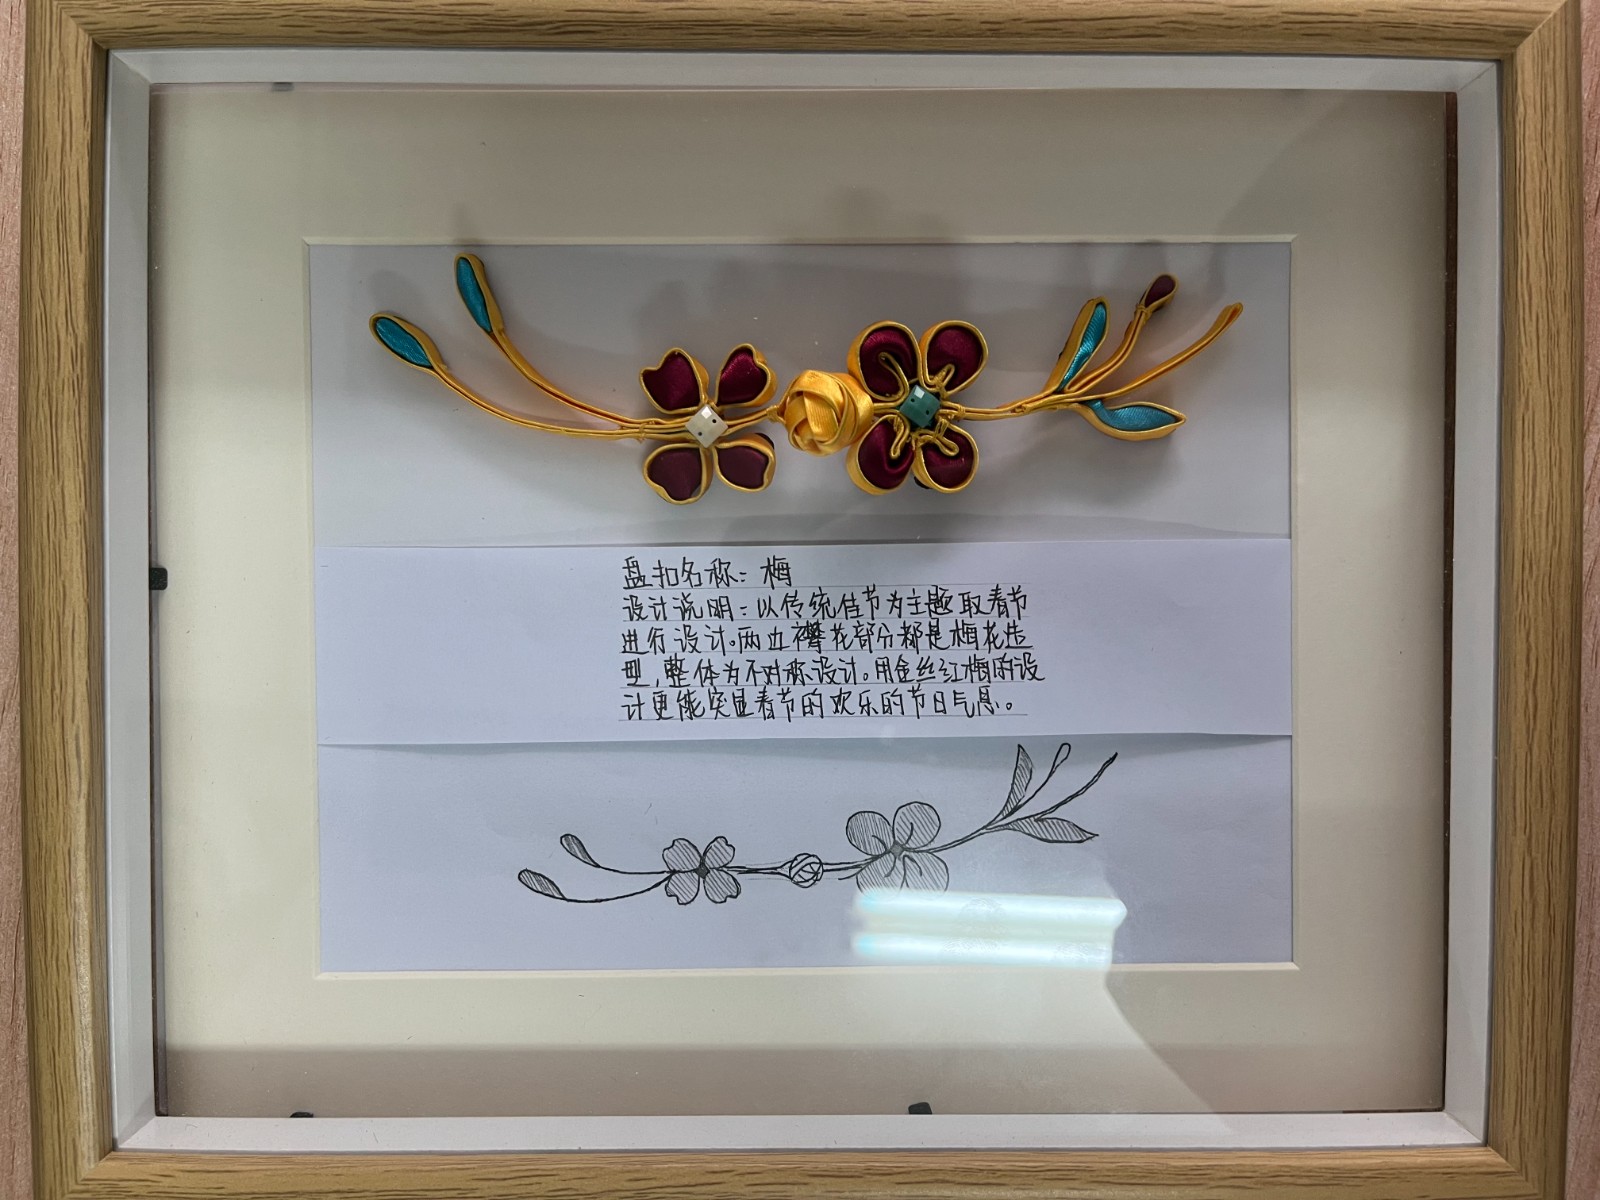 盘扣名称：梅
设计说明：以传统佳节为主题取春节
进行设计。两边襻花部分都是梅花造
型，整体为不对称设计。用金丝红梅的设
计更能突显春节的欢乐的节日气息。